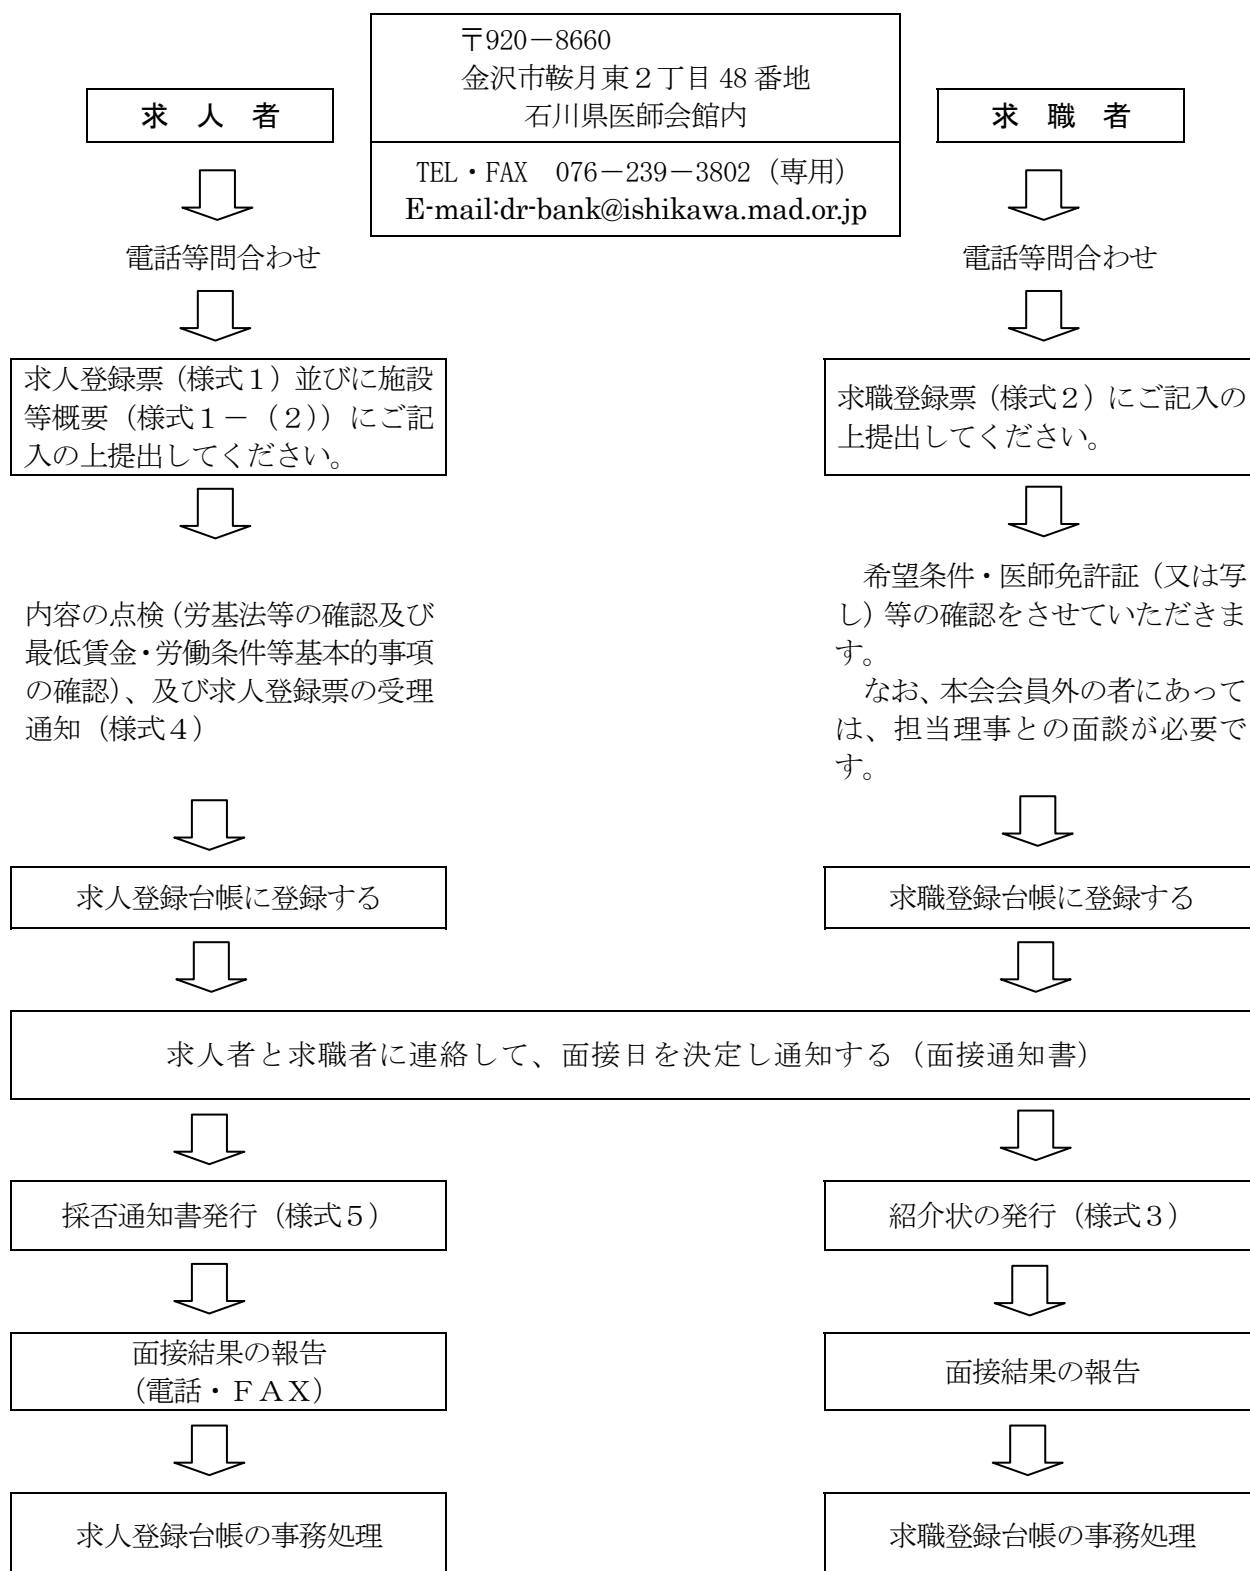 〒920－8660
金沢市鞍月東２丁目 48 番地
石川県医師会館内
TEL・FAX　076－239－3802（専用）
E-mail:dr-bank@ishikawa.mad.or.jp
求　人　者
求　職　者
電話等問合わせ
電話等問合わせ
求人登録票（様式１）並びに施設
等概要（様式１－（２））にご記
入の上提出してください。
求職登録票（様式２）にご記入の
上提出してください。
内容の点検（労基法等の確認及び
最低賃金・労働条件等基本的事項
の確認）、及び求人登録票の受理
通知（様式４）
希望条件・医師免許証（又は写
し）等の確認をさせていただきま
す。
なお、本会会員外の者にあって
は、担当理事との面談が必要で
す。
求人登録台帳に登録する
求職登録台帳に登録する
求人者と求職者に連絡して、面接日を決定し通知する（面接通知書）
採否通知書発行（様式５）
紹介状の発行（様式３）
面接結果の報告
（電話・ＦＡＸ）
面接結果の報告
求人登録台帳の事務処理
求職登録台帳の事務処理